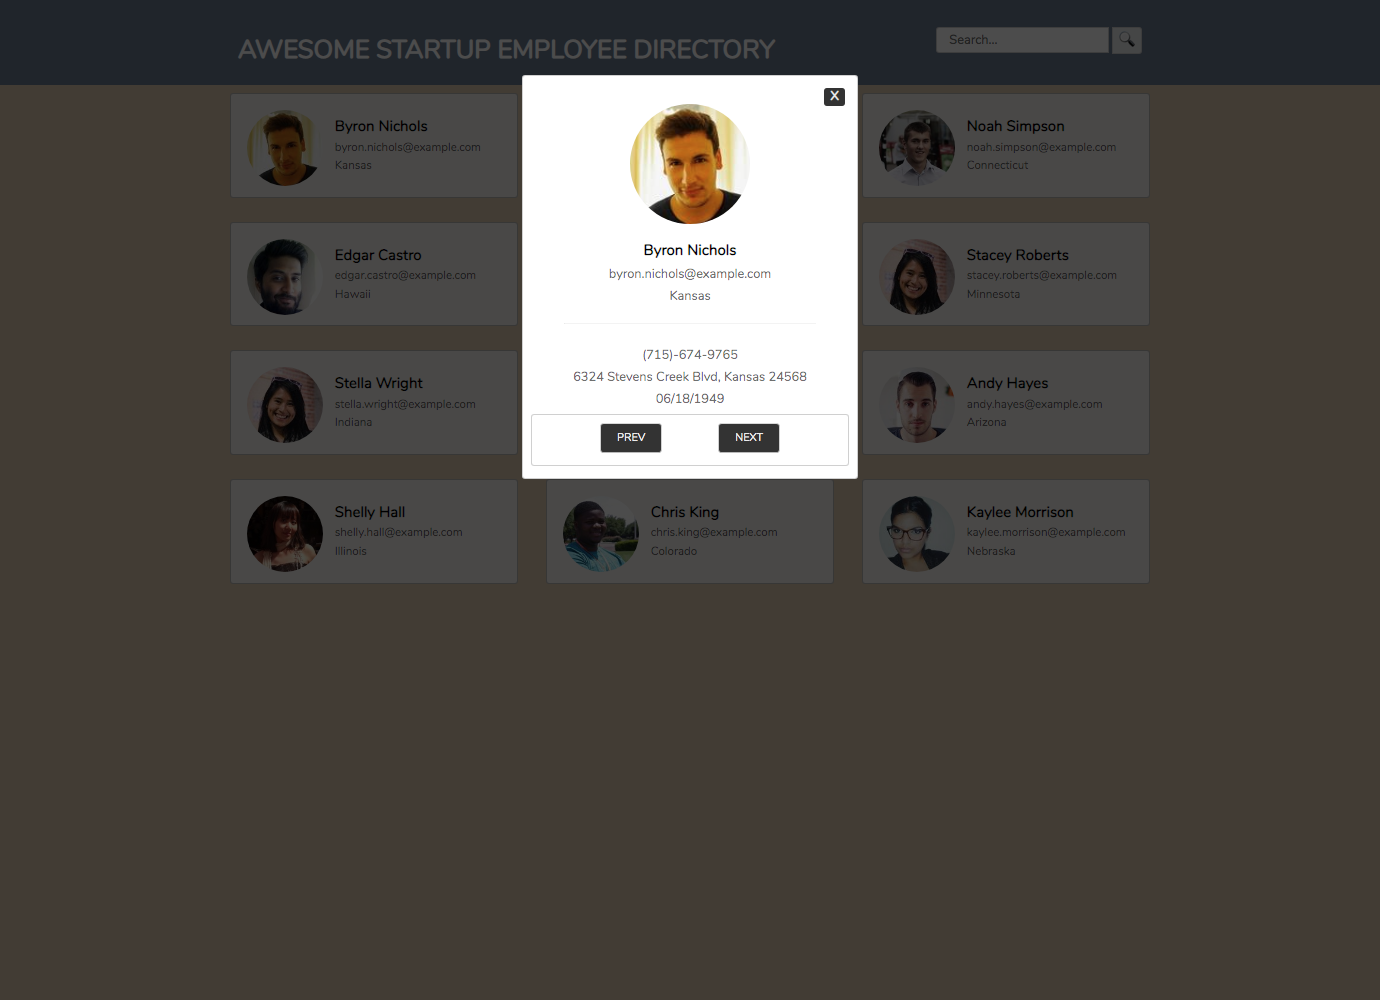 AWESOME STARTUP EMPLOYEE DIRECTORY
Search...
X
Byron Nichols
byron.nichols@example.com
Kansas
(715)-674-9765
6324 Stevens Creek Blvd, Kansas 24568
06/18/1949
PREV
NEXT
Byron Nichols
byron.nichols@example.com
Kansas
Noah Simpson
noah.simpson@example.com
Connecticut
Edgar Castro
edgar.castro@example.com
Hawaii
Stacey Roberts
stacey.roberts@example.com
Minnesota
Stella Wright
stella.wright@example.com
Indiana
Andy Hayes
andy.hayes@example.com
Arizona
Shelly Hall
shelly.hall@example.com
Illinois
Chris King
chris.king@example.com
Colorado
Kaylee Morrison
kaylee.morrison@example.com
Nebraska